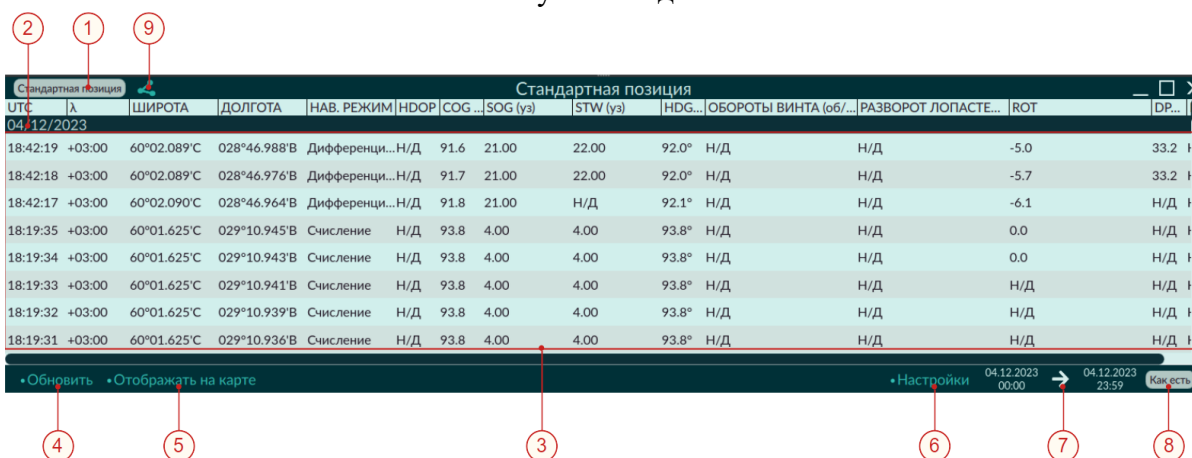 2 1 9
Стандартная позиция Стандартная позиция
UTC λ ШИРОТА ДОЛГОТА НАВ. РЕЖИМ HDOP COG ... SOG (уз) STW (уз) HDG... ОБОРОТЫ ВИНТА (об/... РАЗВОРОТ ЛОПАСТЕ... ROT DP...
04/12/2023
18:42:19 +03:00 60°02.089'С 028°46.988'В Дифференци... Н/Д 91.6 21.00 22.00 92.0° Н/Д Н/Д -5.0 33.2
18:42:18 +03:00 60°02.089'С 028°46.976'В Дифференци... Н/Д 91.7 21.00 22.00 92.0° Н/Д Н/Д -5.7 33.2
18:42:17 +03:00 60°02.090'С 028°46.964'В Дифференци... Н/Д 91.8 21.00 Н/Д 92.1° Н/Д Н/Д -6.1 Н/Д
18:19:35 +03:00 60°01.625'С 029°10.945'В Счисление Н/Д 93.8 4.00 4.00 93.8° Н/Д Н/Д 0.0 Н/Д
18:19:34 +03:00 60°01.625'С 029°10.943'В Счисление Н/Д 93.8 4.00 4.00 93.8° Н/Д Н/Д 0.0 Н/Д
18:19:33 +03:00 60°01.625'С 029°10.941'В Счисление Н/Д 93.8 4.00 4.00 93.8° Н/Д Н/Д Н/Д Н/Д
18:19:32 +03:00 60°01.625'С 029°10.939'В Счисление Н/Д 93.8 4.00 4.00 93.8° Н/Д Н/Д Н/Д Н/Д
18:19:31 +03:00 60°01.625'С 029°10.936'В Счисление Н/Д 93.8 4.00 4.00 93.8° Н/Д Н/Д Н/Д Н/Д
•Обновить •Отображать на карте •Настройки 04.12.2023 00:00 → 04.12.2023 23:59 Как есть
4 5 3 6 7 8